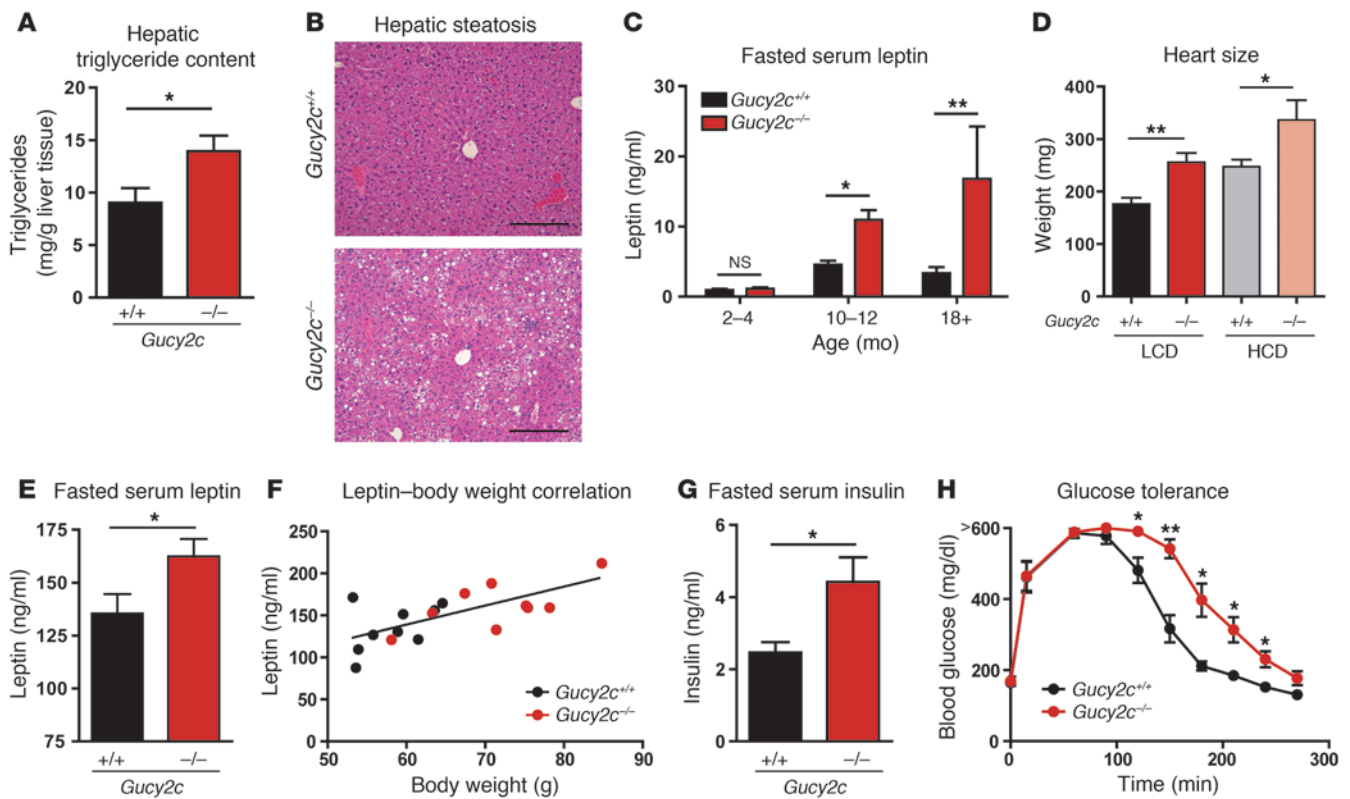 A
Hepatic
triglyceride content
Triglycerides
(mg/g liver tissue)
20
15
10
5
0
+/+
–/–
Gucy2c
*
B
Hepatic steatosis
Gucy2c+/+
Gucy2c–/–
C
Fasted serum leptin
Leptin (ng/ml)
30
20
10
0
Gucy2c+/+
Gucy2c–/–
NS
*
**
2–4
10–12
18+
Age (mo)
D
Heart size
Weight (mg)
400
300
200
100
0
**
*
Gucy2c
+/+
–/–
+/+
–/–
LCD
HCD
E
Fasted serum leptin
Leptin (ng/ml)
175
150
125
100
75
*
+/+
–/–
Gucy2c
F
Leptin–body weight correlation
Leptin (ng/ml)
250
200
150
100
50
0
Gucy2c+/+
Gucy2c–/–
50
60
70
80
90
Body weight (g)
G
Fasted serum insulin
Insulin (ng/ml)
6
4
2
0
*
+/+
–/–
Gucy2c
H
Glucose tolerance
Blood glucose (mg/dl)
>600
400
200
0
*
**
*
*
*
Gucy2c+/+
Gucy2c–/–
0
100
200
300
Time (min)